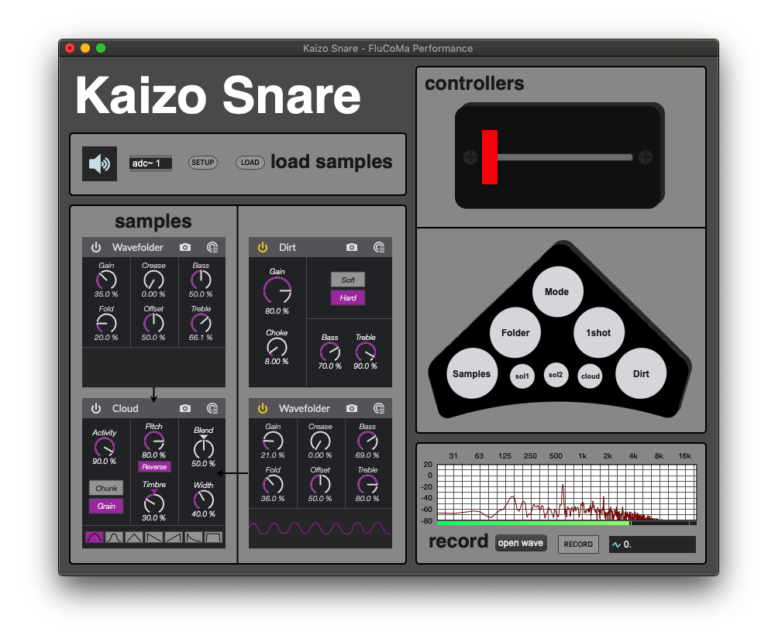 Kaizo Snare - FluCoMa Performance
Kaizo Snare
adc~ 1
SETUP
LOAD
load samples
samples
Wavefolder
Gain
Crease
Bass
35.0 %
0.00 %
50.0 %
Fold
Offset
Treble
20.0 %
50.0 %
66.1 %
Dirt
Gain
Soft
Hard
80.0 %
Choke
Bass
Treble
8.00 %
70.0 %
90.0 %
Cloud
Activity
Pitch
Blend
90.0 %
80.0 %
50.0 %
Reverse
Chunk
Grain
Timbre
Width
30.0 %
40.0 %
Wavefolder
Gain
Crease
Bass
21.0 %
0.00 %
69.0 %
Fold
Offset
Treble
36.0 %
50.0 %
80.0 %
controllers
Mode
Folder
1shot
Samples
sol1
sol2
cloud
Dirt
31 63 125 250 500 1k 2k 4k 8k 16k
20
0
-20
-40
-60
-80
record
open wave
RECORD
0.